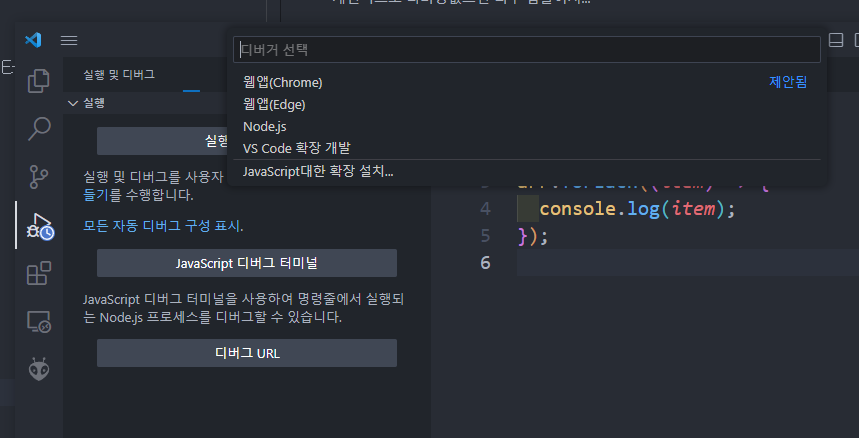 디버거 선택
웹앱(Chrome)
제안됨
웹앱(Edge)
Node.js
VS Code 확장 개발
JavaScript대한 확장 설치...
실행 및 디버그
실행
실행 및 디버그를 사용자
들기를 수행합니다.
모든 자동 디버그 구성 표시.
JavaScript 디버그 터미널
JavaScript 디버그 터미널을 사용하여 명령줄에서 실행되
는 Node.js 프로세스를 디버그할 수 있습니다.
디버그 URL
4 console.log(item);
5 });
6